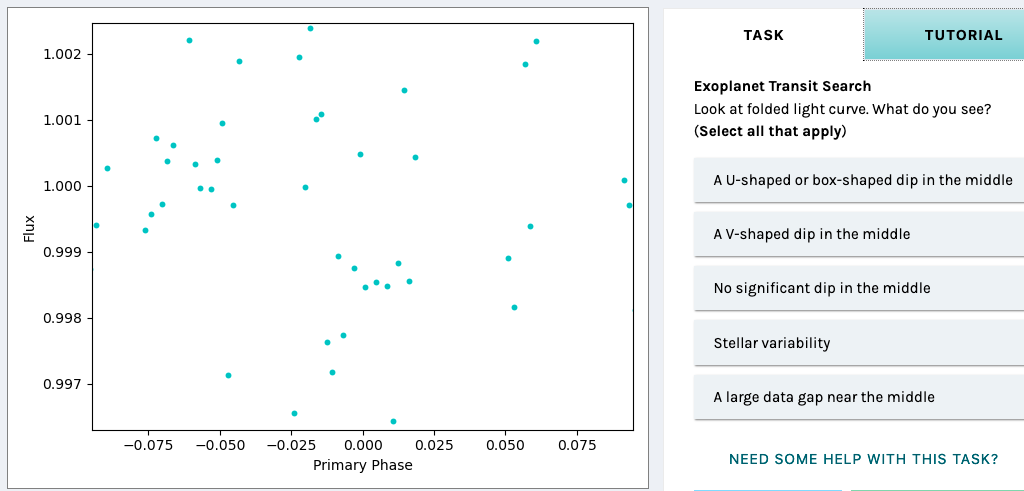 1.002
1.001
1.000
0.999
0.998
0.997
Flux
−0.075 −0.050 −0.025 0.000 0.025 0.050 0.075
Primary Phase
TASK
TUTORIAL
Exoplanet Transit Search
Look at folded light curve. What do you see?
(Select all that apply)
A U-shaped or box-shaped dip in the middle
A V-shaped dip in the middle
No significant dip in the middle
Stellar variability
A large data gap near the middle
NEED SOME HELP WITH THIS TASK?